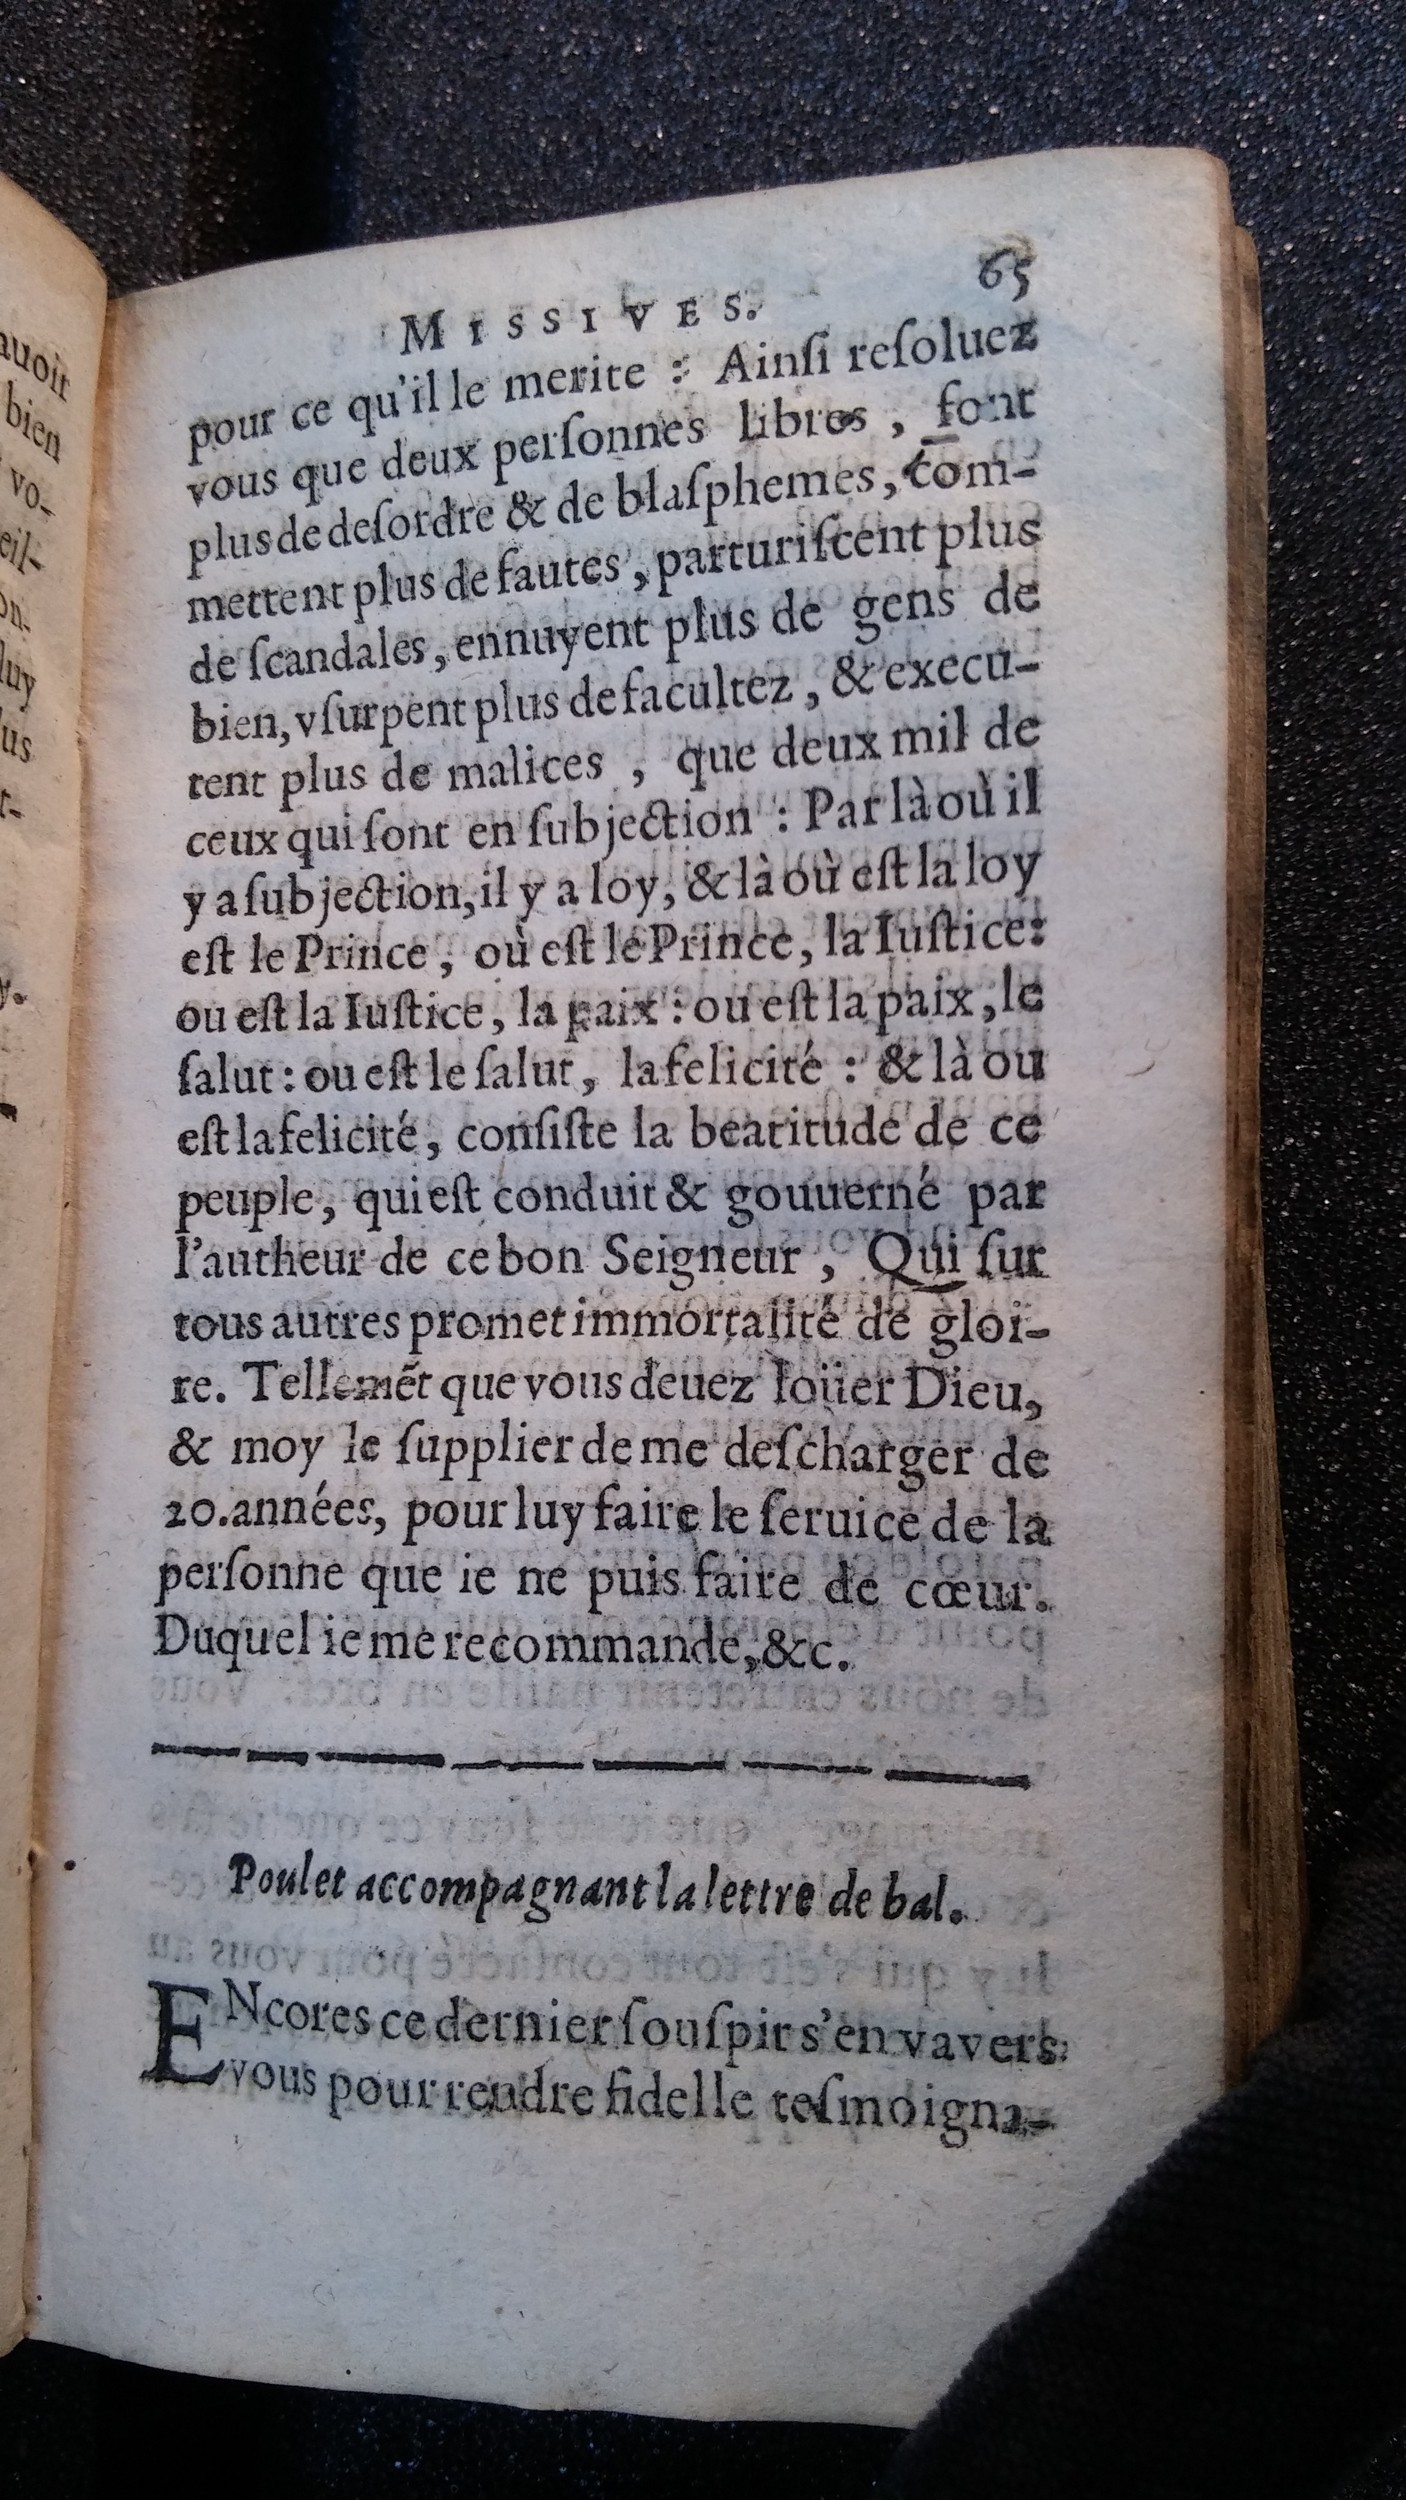 auoir
bien
vo-
eil-
on-
luy
us
65
MISSIVES.
pour ce qu'il le merite : Ainſi reſoluez
vous que deux perſonnes libres , font
plus de deſordre & de blaſphemes, com-
mettent plus de fautes, parturiſcent plus
de ſcandales, ennuyent plus de gens de
bien, vſurpent plus de facultez, & execu-
tent plus de malices , que deux mil de
ceux qui ſont en ſubjection : Par là où il
y a ſubjection, il y a loy, & là où eſt la loy
eſt le Prince , où eſt le Prince, la Iuſtice:
ou eſt la Iuſtice, la paix : ou eſt la paix, le
ſalut : ou eſt le ſalut, la felicité : & là ou
eſt la felicité, conſiſte la beatitude de ce
peuple, qui eſt conduit & gouuerné par
l'autheur de ce bon Seigneur , Qui ſur
tous autres promet immortalité de gloi-
re. Tellemẽt que vous deuez loüer Dieu,
& moy le ſupplier de me deſcharger de
20. années, pour luy faire le ſeruice de la
perſonne que ie ne puis faire de cœur.
Duquel ie me recommande, &c.
Poulet accompagnant la lettre de bal.
ENcores ce dernier ſouſpir s'en va vers
vous pour rendre fidelle teſmoigna-